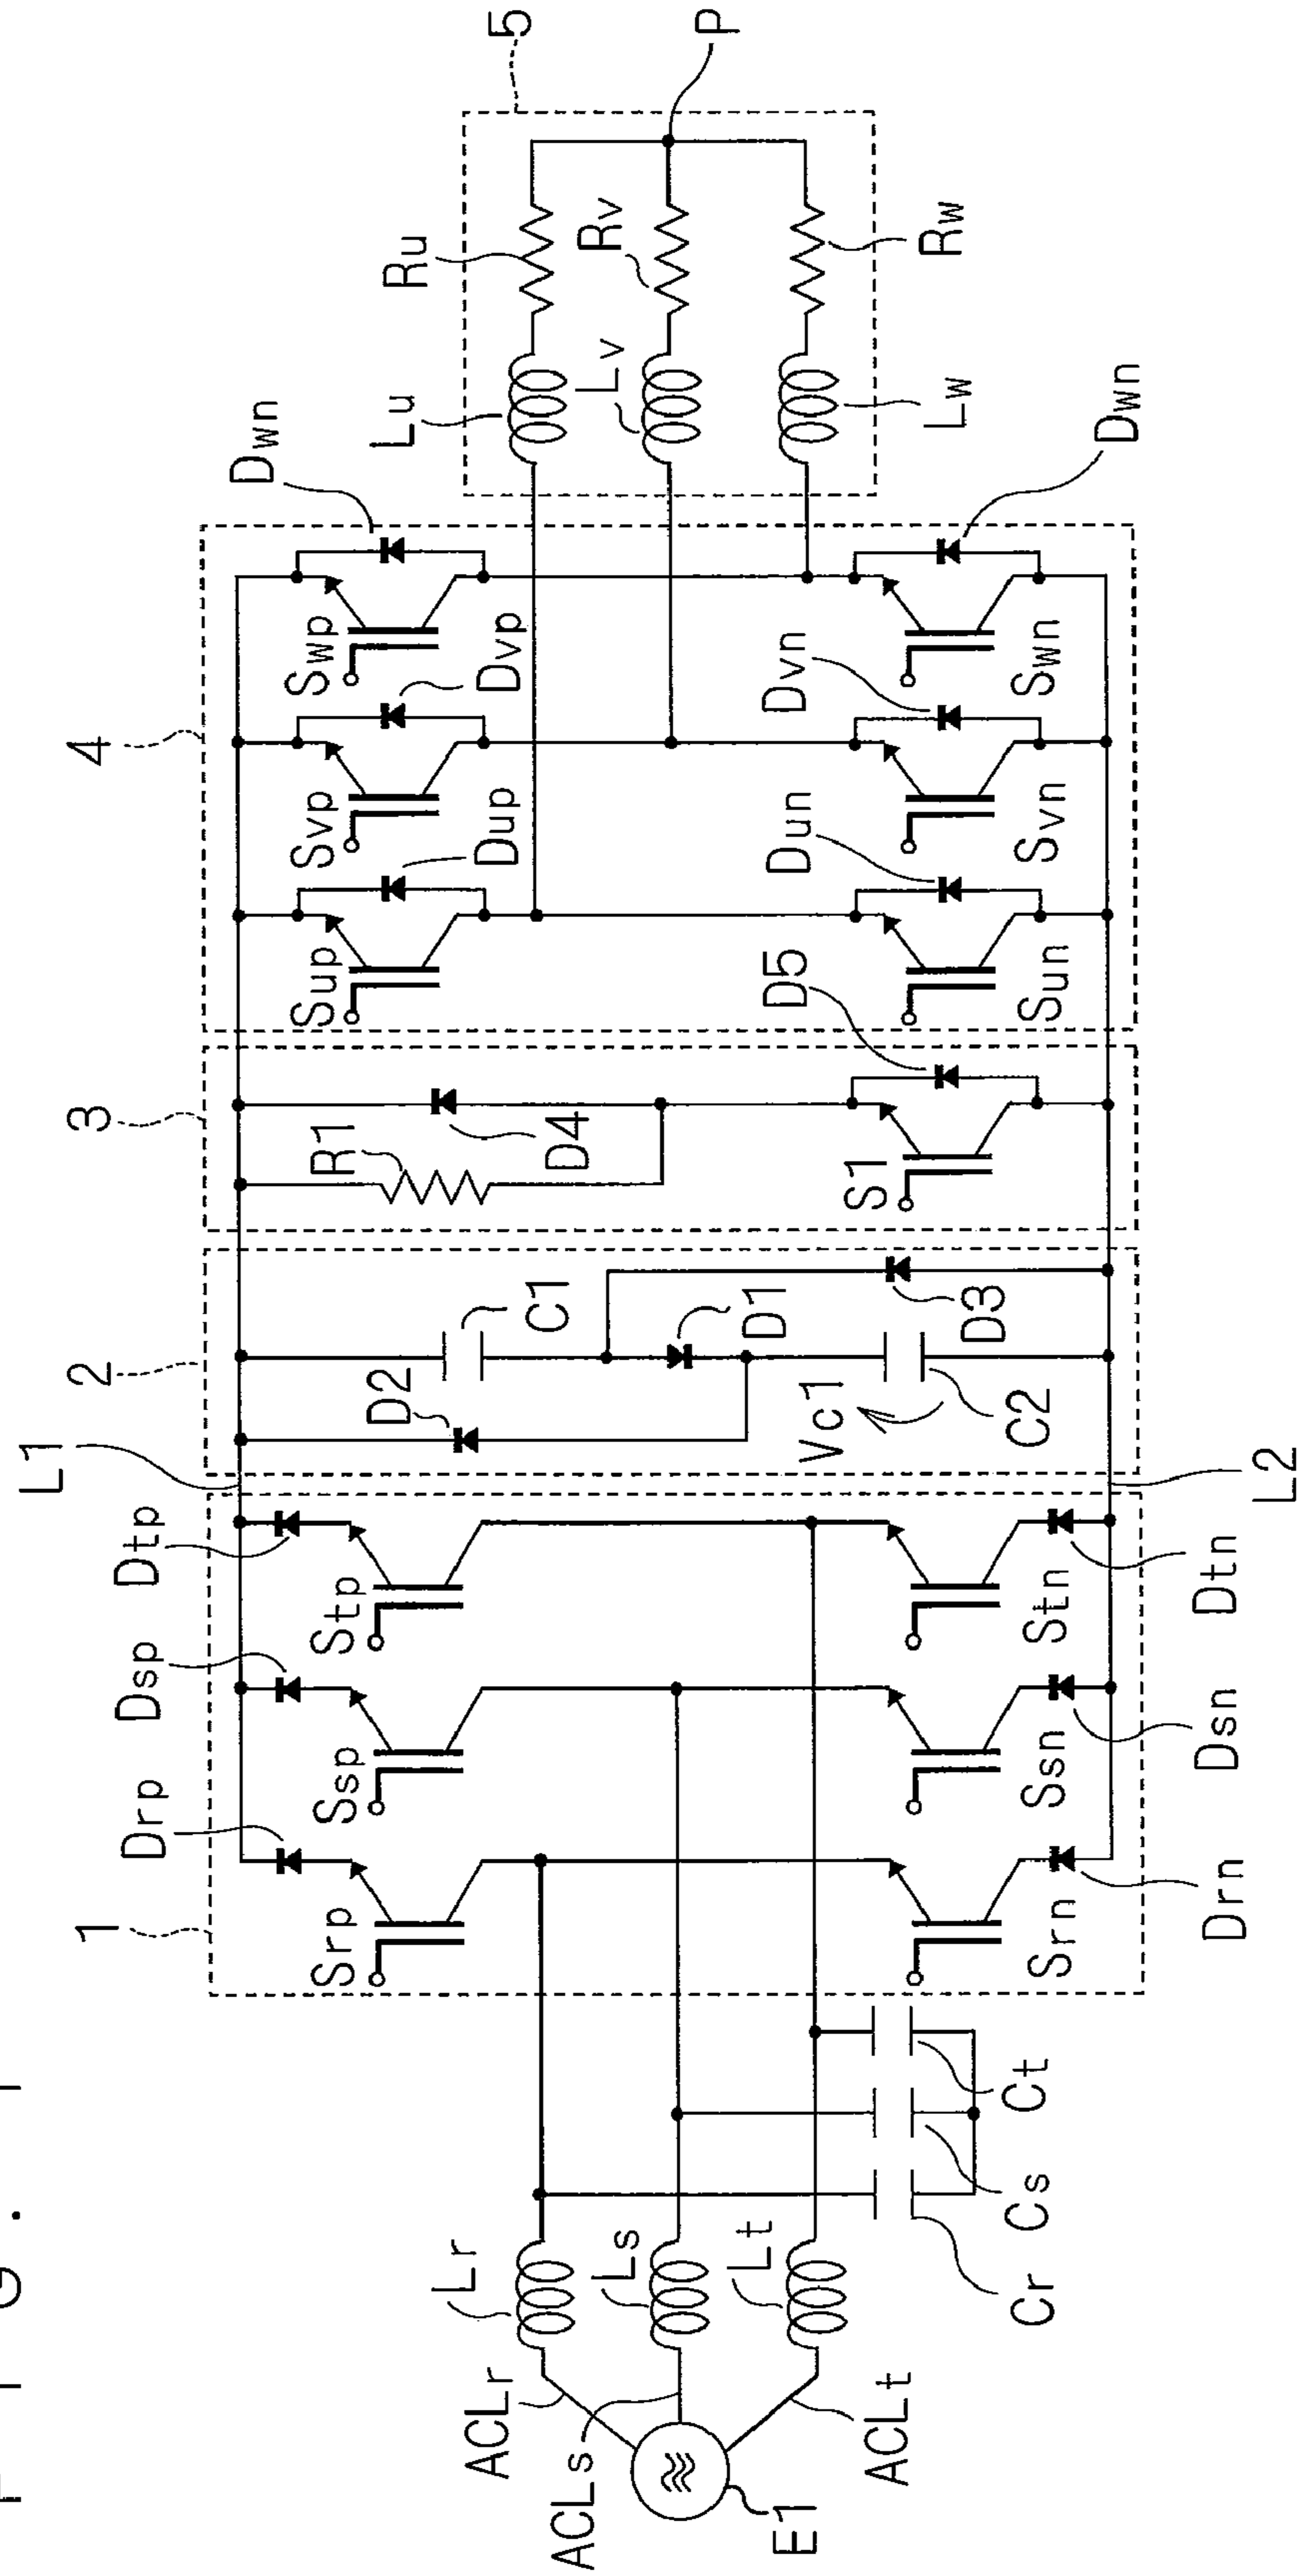 FIG. 1
L1
1
2
3
4
5
Drp
Dsp
Dtp
Dwn
Srp
Ssp
Stp
D2
R1
Sup
Svp
Swp
Lu
Ru
ACLr
Lr
C1
D4
Dup
Dvp
Lv
Rv
ACLs
Ls
P
Lt
D1
D5
Dun
Dvn
E1
Vc1
S1
ACLt
Lw
Rw
Cr
Cs
Ct
Srn
Ssn
Stn
C2
D3
Sun
Svn
Swn
Dwn
Drn
Dsn
Dtn
L2